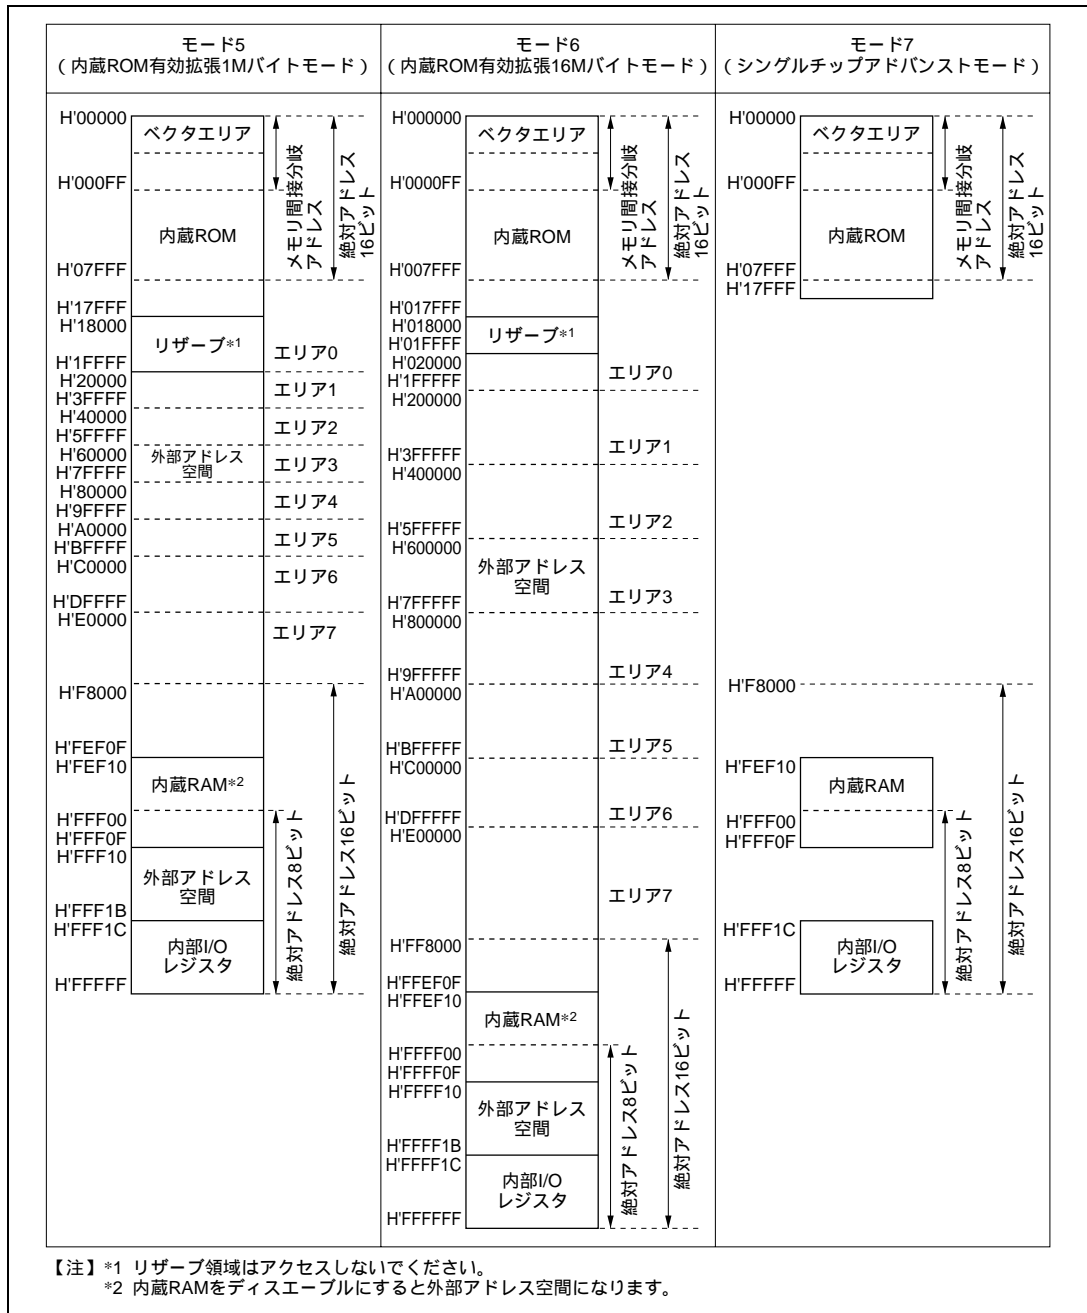 モード5
（内蔵ROM有効拡張1Mバイトモード）
H'00000
ベクタエリア
H'000FF
内蔵ROM
H'07FFF
H'17FFF
H'18000
リザーブ*1
H'1FFFF
H'20000
H'3FFFF
H'40000
H'5FFFF
H'60000
外部アドレス
空間
H'7FFFF
H'80000
H'9FFFF
H'A0000
H'BFFFF
H'C0000
H'DFFFF
H'E0000
H'F8000
H'FEF0F
H'FEF10
内蔵RAM*2
H'FFF00
H'FFF0F
H'FFF10
外部アドレス
空間
H'FFF1B
H'FFF1C
内部I/O
レジスタ
H'FFFFF
メモリ間接分岐
アドレス
絶対アドレス
16ビット
エリア0
エリア1
エリア2
エリア3
エリア4
エリア5
エリア6
エリア7
絶対アドレス8ビット
絶対アドレス16ビット
モード6
（内蔵ROM有効拡張16Mバイトモード）
H'000000
ベクタエリア
H'0000FF
内蔵ROM
H'007FFF
H'017FFF
H'018000
リザーブ*1
H'01FFFF
H'020000
H'1FFFFF
H'200000
H'3FFFFF
H'400000
H'5FFFFF
H'600000
外部アドレス
空間
H'7FFFFF
H'800000
H'9FFFFF
H'A00000
H'BFFFFF
H'C00000
H'DFFFFF
H'E00000
H'FF8000
H'FFEF0F
H'FFEF10
内蔵RAM*2
H'FFFF00
H'FFFF0F
H'FFFF10
外部アドレス
空間
H'FFFF1B
H'FFFF1C
内部I/O
レジスタ
H'FFFFFF
メモリ間接分岐
アドレス
絶対アドレス
16ビット
エリア0
エリア1
エリア2
エリア3
エリア4
エリア5
エリア6
エリア7
絶対アドレス8ビット
絶対アドレス16ビット
モード7
（シングルチップアドバンストモード）
H'00000
ベクタエリア
H'000FF
内蔵ROM
H'07FFF
H'17FFF
メモリ間接分岐
アドレス
絶対アドレス
16ビット
H'F8000
H'FEF10
内蔵RAM
H'FFF00
H'FFF0F
H'FFF1C
内部I/O
レジスタ
H'FFFFF
絶対アドレス8ビット
絶対アドレス16ビット
【注】*1 リザーブ領域はアクセスしないでください。
*2 内蔵RAMをディスエーブルにすると外部アドレス空間になります。